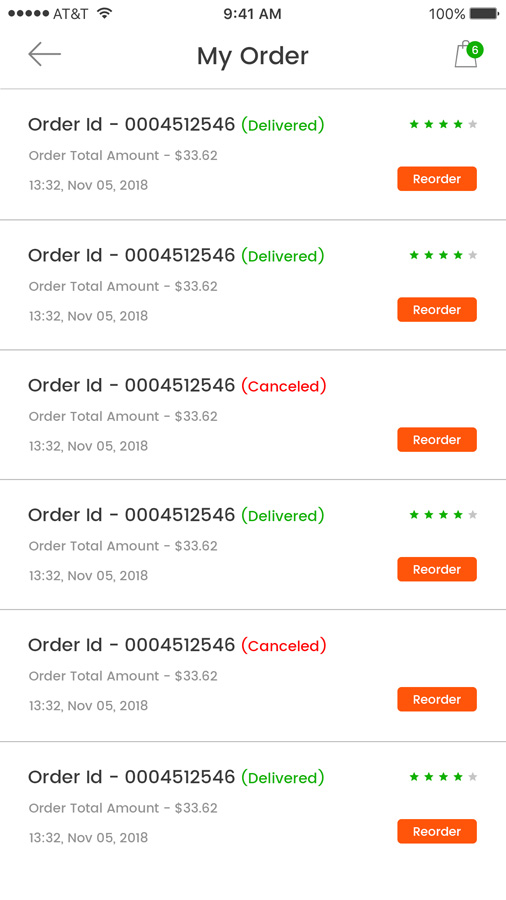 AT&T 9:41 AM 100%
My Order 6
Order Id - 0004512546 (Delivered)
Order Total Amount - $33.62
13:32, Nov 05, 2018 Reorder
Order Id - 0004512546 (Delivered)
Order Total Amount - $33.62
13:32, Nov 05, 2018 Reorder
Order Id - 0004512546 (Canceled)
Order Total Amount - $33.62
13:32, Nov 05, 2018 Reorder
Order Id - 0004512546 (Delivered)
Order Total Amount - $33.62
13:32, Nov 05, 2018 Reorder
Order Id - 0004512546 (Canceled)
Order Total Amount - $33.62
13:32, Nov 05, 2018 Reorder
Order Id - 0004512546 (Delivered)
Order Total Amount - $33.62
13:32, Nov 05, 2018 Reorder